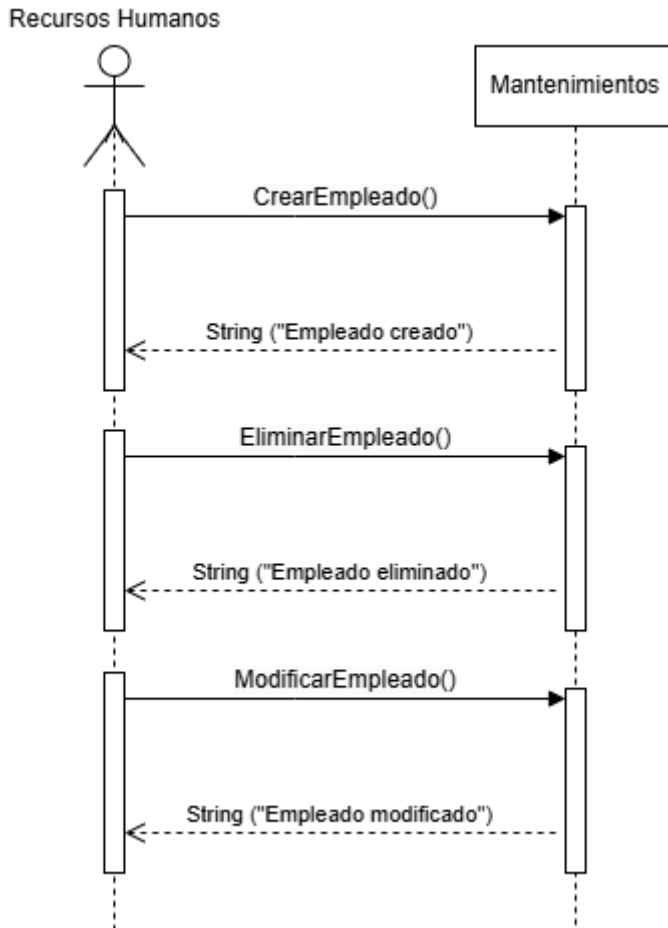 Recursos Humanos
Mantenimientos
CrearEmpleado()
String ("Empleado creado")
EliminarEmpleado()
String ("Empleado eliminado")
ModificarEmpleado()
String ("Empleado modificado")